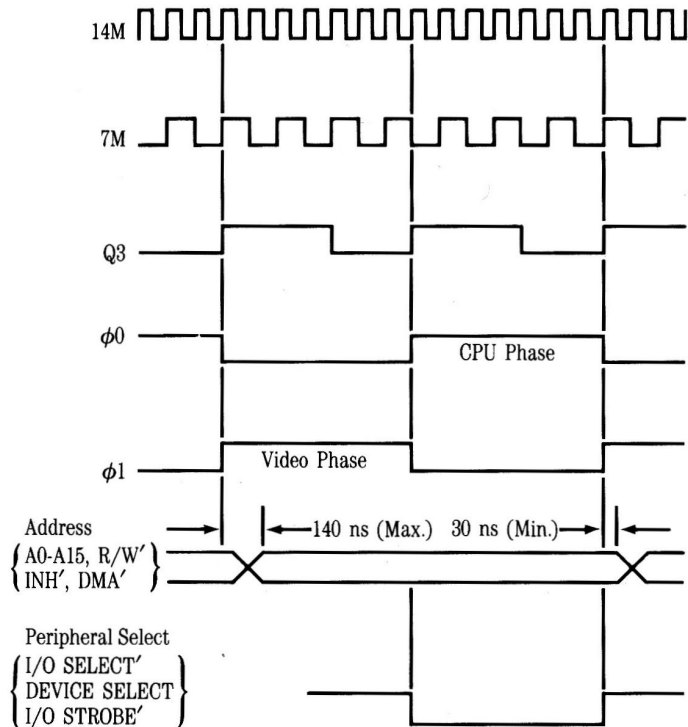 14M
7M
Q3
ϕ0
CPU Phase
ϕ1
Video Phase
Address
140 ns (Max.) 30 ns (Min.)
A0-A15, R/W′
INH′, DMA′
Peripheral Select
I/O SELECT′
DEVICE SELECT
I/O STROBE′